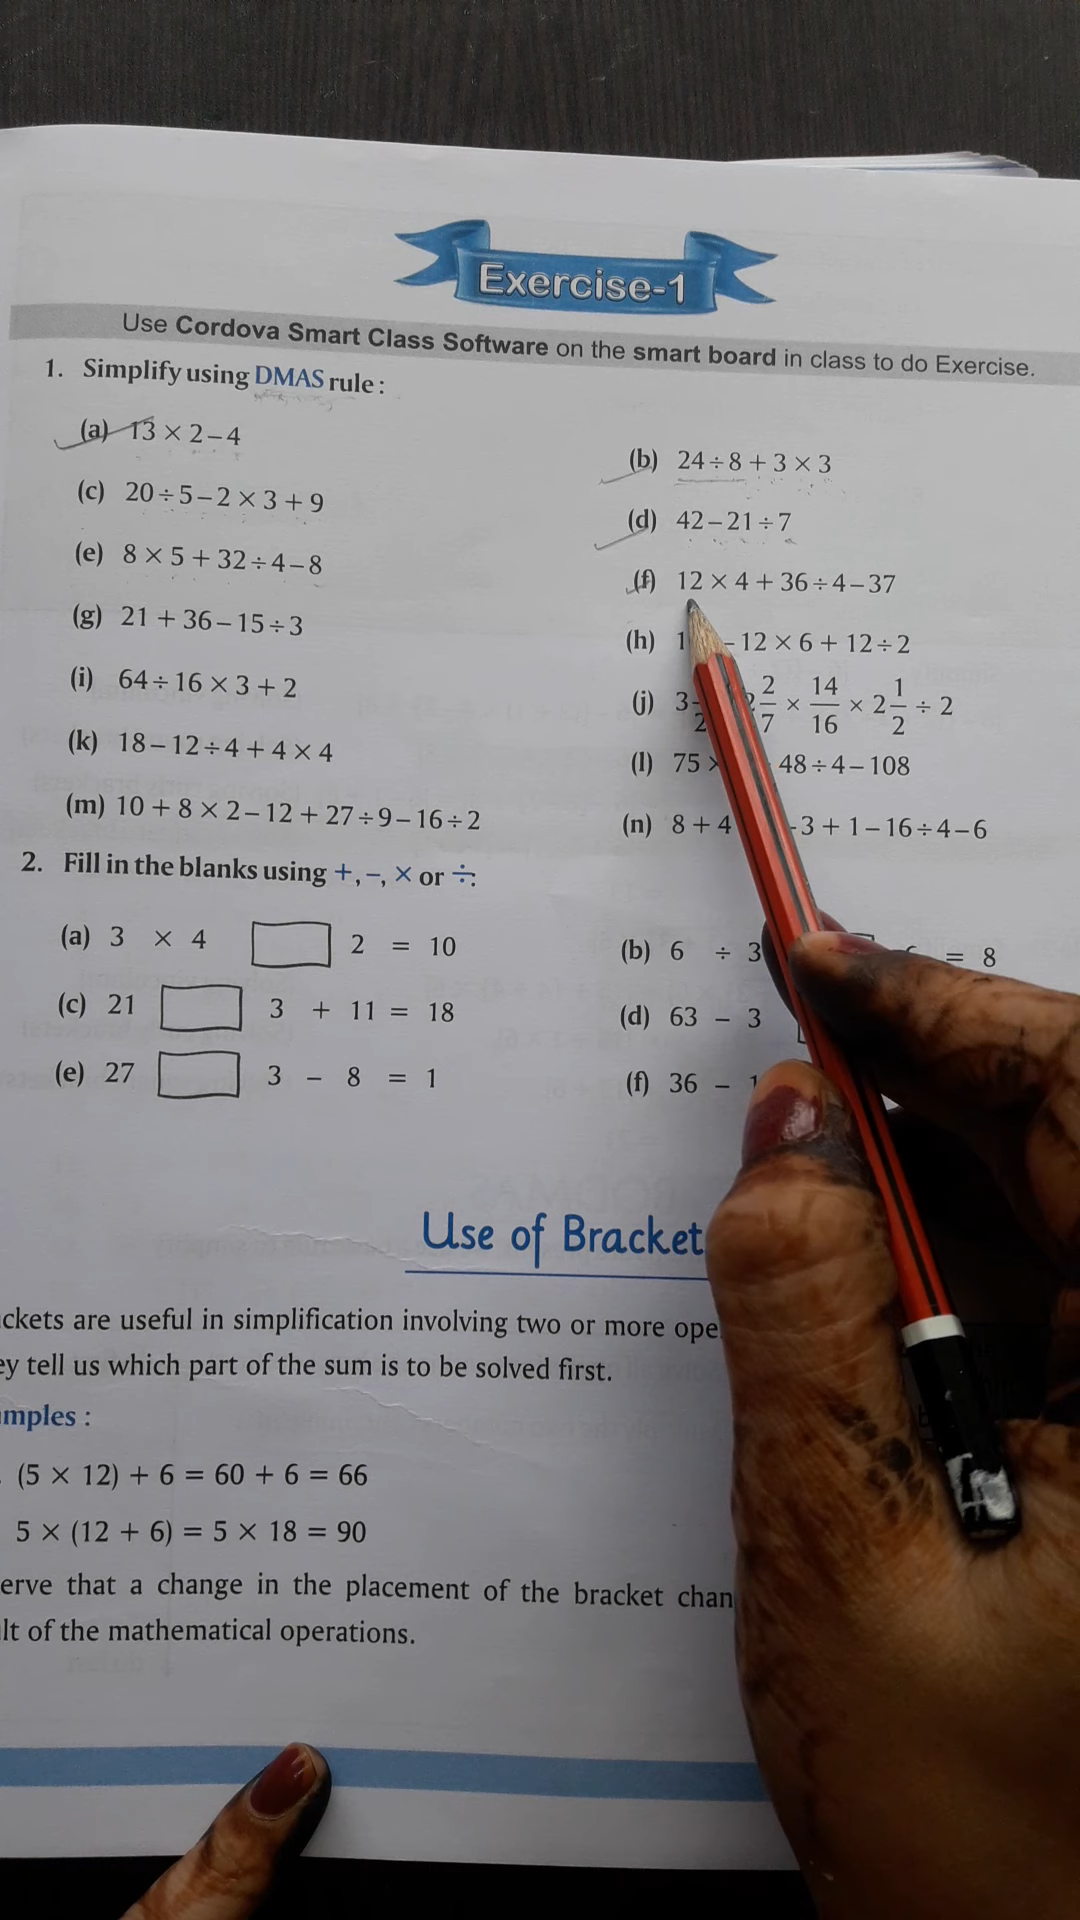 Exercise-1
Use Cordova Smart Class Software on the smart board in class to do Exercise.
1. Simplify using DMAS rule:
(a) 13 × 2 – 4
(b) 24 ÷ 8 + 3 × 3
(c) 20 ÷ 5 – 2 × 3 + 9
(d) 42 – 21 ÷ 7
(e) 8 × 5 + 32 ÷ 4 – 8
(f) 12 × 4 + 36 ÷ 4 – 37
(g) 21 + 36 – 15 ÷ 3
(h) 1 – 12 × 6 + 12 ÷ 2
(i) 64 ÷ 16 × 3 + 2
(j) 3 2/7 × 14/16 × 2 1/2 ÷ 2
(k) 18 – 12 ÷ 4 + 4 × 4
(l) 75 × 48 ÷ 4 – 108
(m) 10 + 8 × 2 – 12 + 27 ÷ 9 – 16 ÷ 2
(n) 8 + 4 - 3 + 1 – 16 ÷ 4 – 6
2. Fill in the blanks using +, –, × or ÷:
(a) 3 × 4 2 = 10
(b) 6 ÷ 3 = 8
(c) 21 3 + 11 = 18
(d) 63 – 3
(e) 27 3 – 8 = 1
(f) 36 –
Use of Bracket
ckets are useful in simplification involving two or more ope
ey tell us which part of the sum is to be solved first.
mples :
(5 × 12) + 6 = 60 + 6 = 66
5 × (12 + 6) = 5 × 18 = 90
erve that a change in the placement of the bracket chan
lt of the mathematical operations.